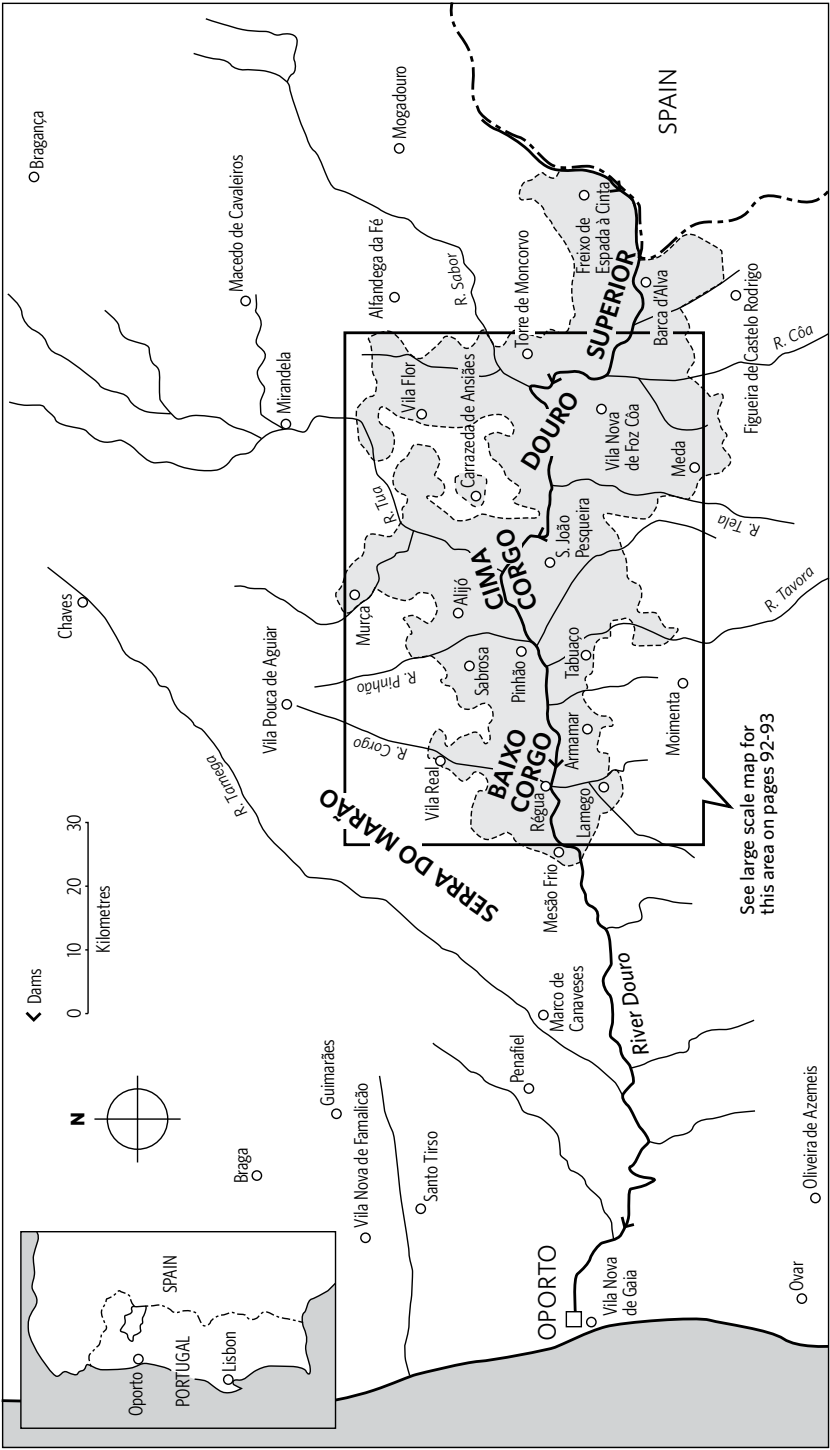 Oporto
PORTUGAL
Lisbon
SPAIN
N
Dams
0 10 20 30
Kilometres
Braga
Guimarães
Vila Nova de Famalicão
Santo Tirso
Penafiel
Marco de
Canaveses
OPORTO
Vila Nova
de Gaia
Ovar
Oliveira de Azemeis
River Douro
R. Tamega
Chaves
Vila Pouca de Aguiar
SERRA DO MARÃO
Mesão Frio
Vila Real
R. Corgo
R. Pinhão
BAIXO
CORGO
Régua
Lamego
Armamar
Sabrosa
Pinhão
Tabuaço
Moimenta
Murça
Alijó
CIMA
CORGO
S. João
Pesqueira
R. Tua
Carrazeda de Ansiães
Vila Flor
DOURO
SUPERIOR
Vila Nova
de Foz Côa
Meda
R. Tavora
R. Tela
R. Côa
Mirandela
Macedo de Cavaleiros
Bragança
Alfandega da Fé
Mogadouro
R. Sabor
Torre de Moncorvo
Freixo de
Espada à Cinta
Barca d'Alva
Figueira de Castelo Rodrigo
SPAIN
See large scale map for
this area on pages 92-93